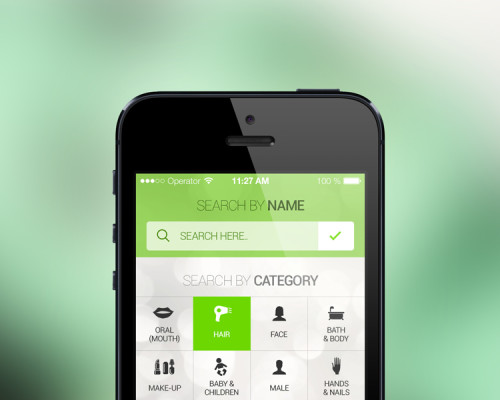 Operator 11:27 AM 100 %
SEARCH BY NAME
SEARCH HERE..
SEARCH BY CATEGORY
ORAL HAIR FACE BATH
(MOUTH) & BODY
MAKE-UP BABY & MALE HANDS
CHILDREN & NAILS